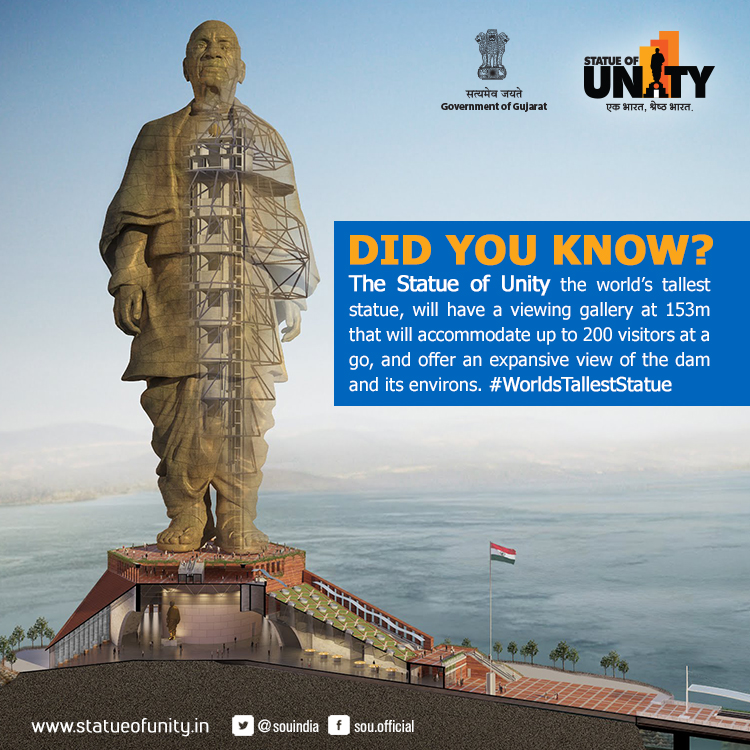 सत्यमेव जयते
Government of Gujarat
STATUE OF
UNITY
एक भारत, श्रेष्ठ भारत.
DID YOU KNOW?
The Statue of Unity the world's tallest
statue, will have a viewing gallery at 153m
that will accommodate up to 200 visitors at a
go, and offer an expansive view of the dam
and its environs. #WorldsTallestStatue
www.statueofunity.in @souindia f sou.official